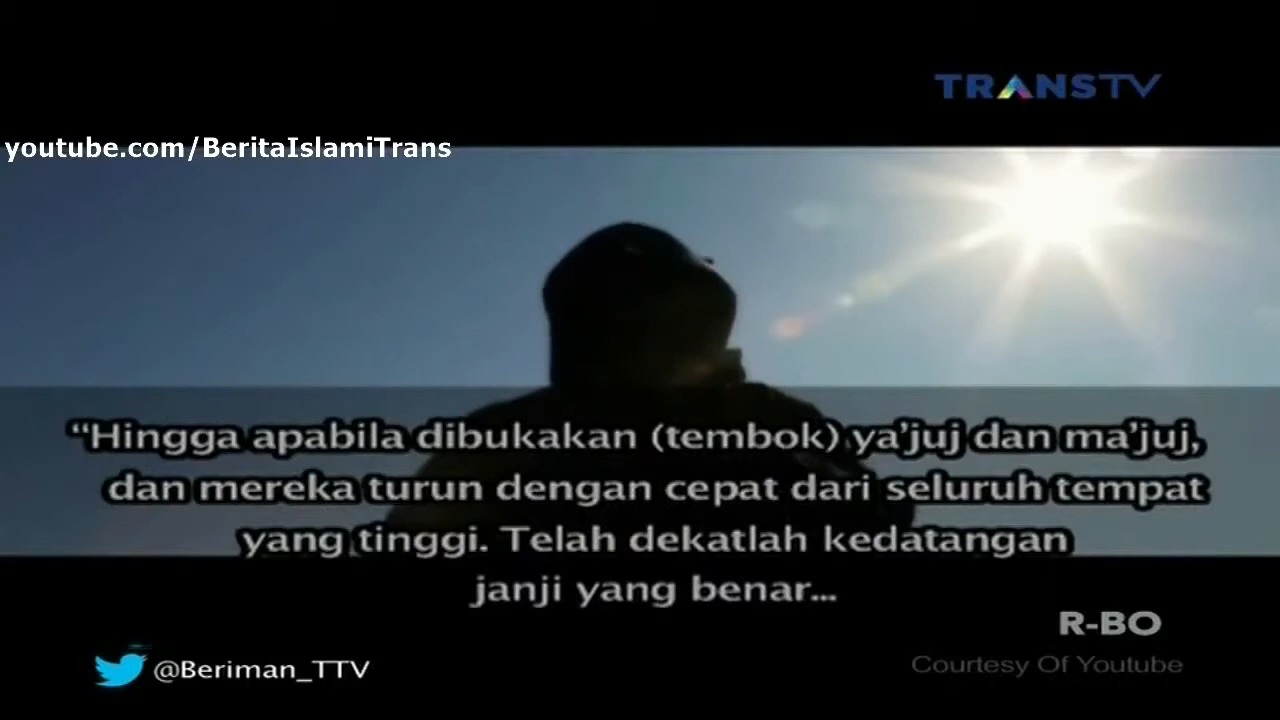 TRANSTV
youtube.com/BeritaIslamiTrans
“Hingga apabila dibukakan (tembok) ya’juj dan ma’juj,
dan mereka turun dengan cepat dari seluruh tempat
yang tinggi. Telah dekatlah kedatangan
janji yang benar...
R-BO
Courtesy Of Youtube
@Beriman_TTV